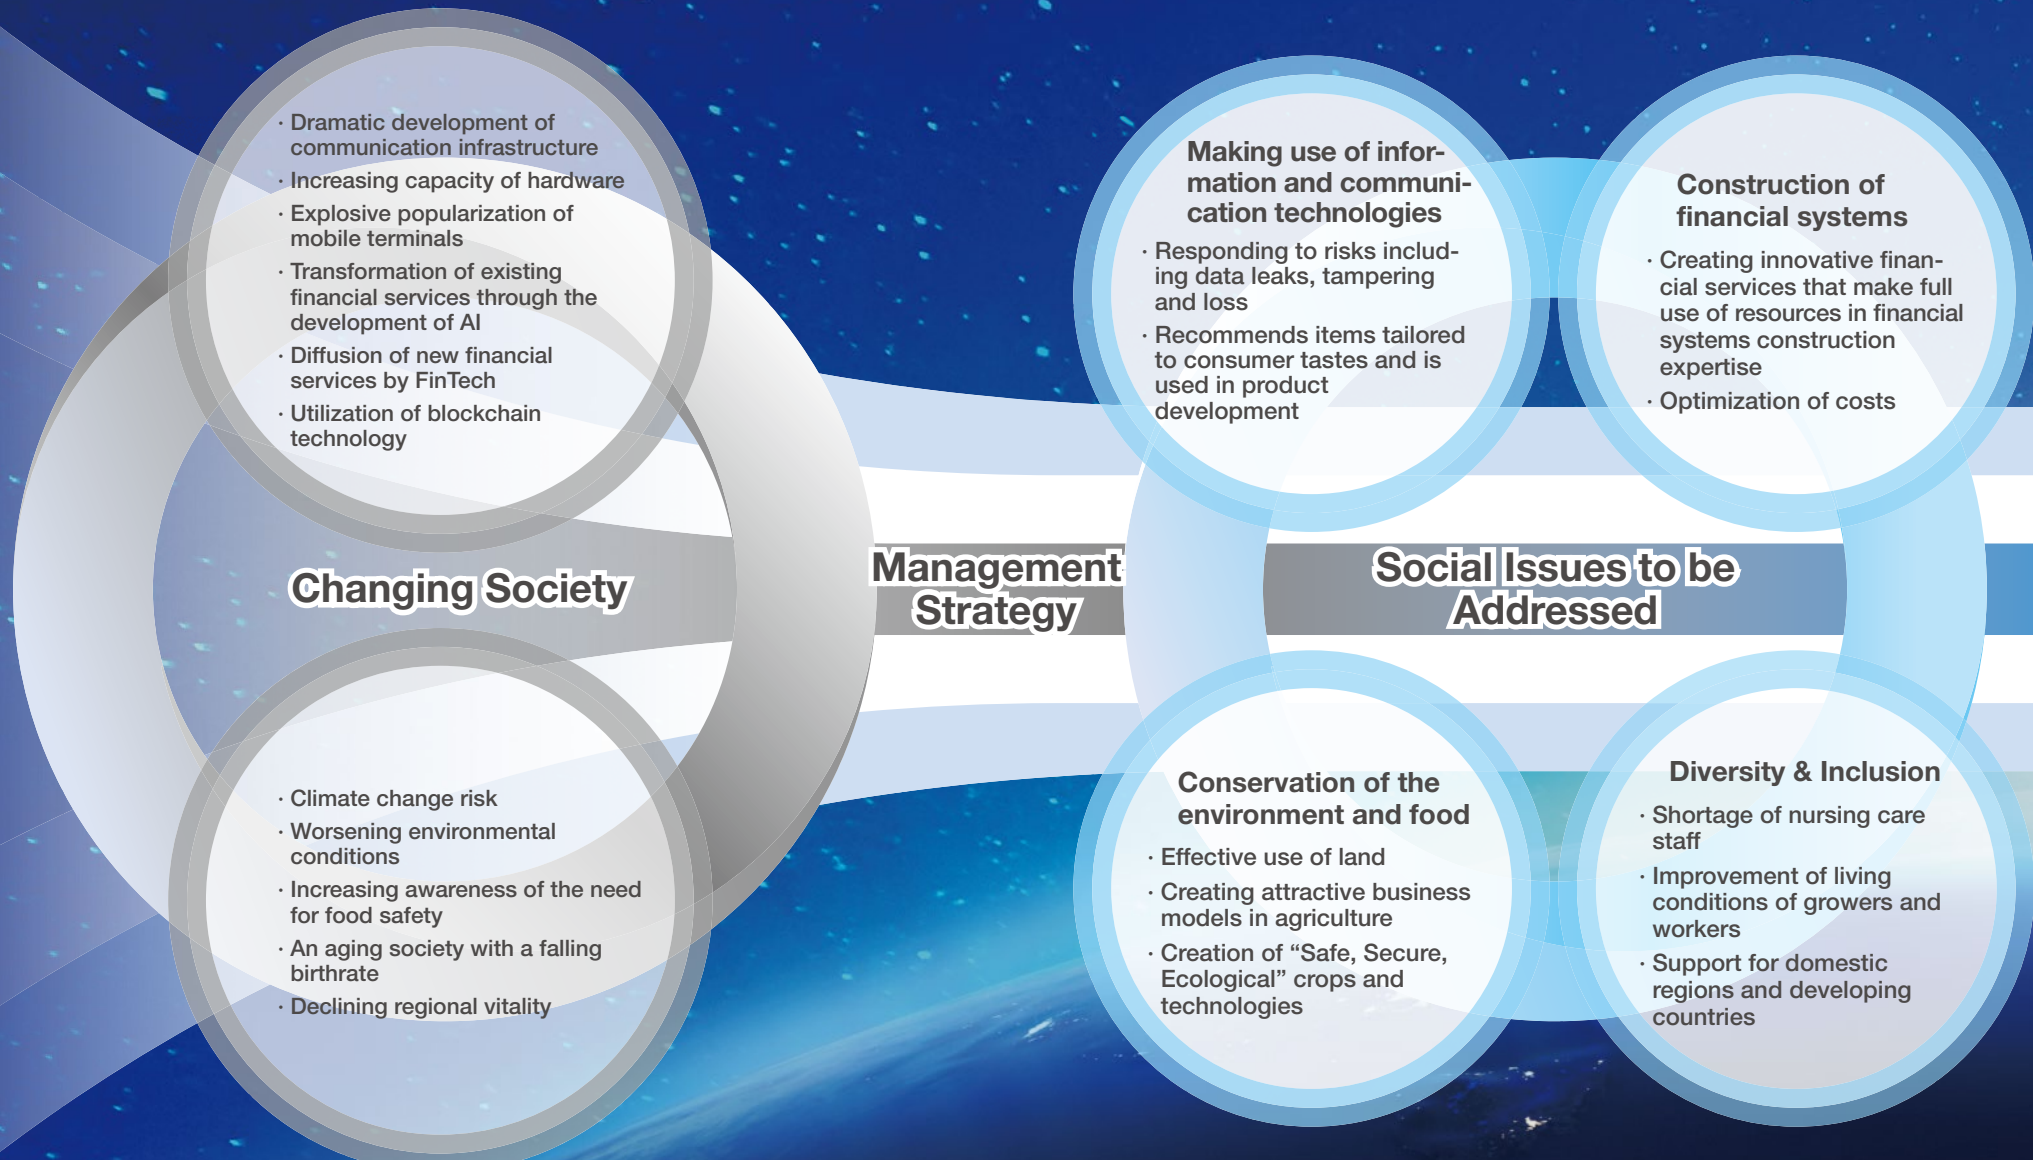 · Dramatic development of
communication infrastructure
· Increasing capacity of hardware
· Explosive popularization of
mobile terminals
· Transformation of existing
financial services through the
development of AI
· Diffusion of new financial
services by FinTech
· Utilization of blockchain
technology
Changing Society
· Climate change risk
· Worsening environmental
conditions
· Increasing awareness of the need
for food safety
· An aging society with a falling
birthrate
· Declining regional vitality
Management
Strategy
Making use of infor-
mation and communi-
cation technologies
· Responding to risks includ-
ing data leaks, tampering
and loss
· Recommends items tailored
to consumer tastes and is
used in product
development
Construction of
financial systems
· Creating innovative finan-
cial services that make full
use of resources in financial
systems construction
expertise
· Optimization of costs
Social Issues to be
Addressed
Conservation of the
environment and food
· Effective use of land
· Creating attractive business
models in agriculture
· Creation of “Safe, Secure,
Ecological” crops and
technologies
Diversity & Inclusion
· Shortage of nursing care
staff
· Improvement of living
conditions of growers and
workers
· Support for domestic
regions and developing
countries